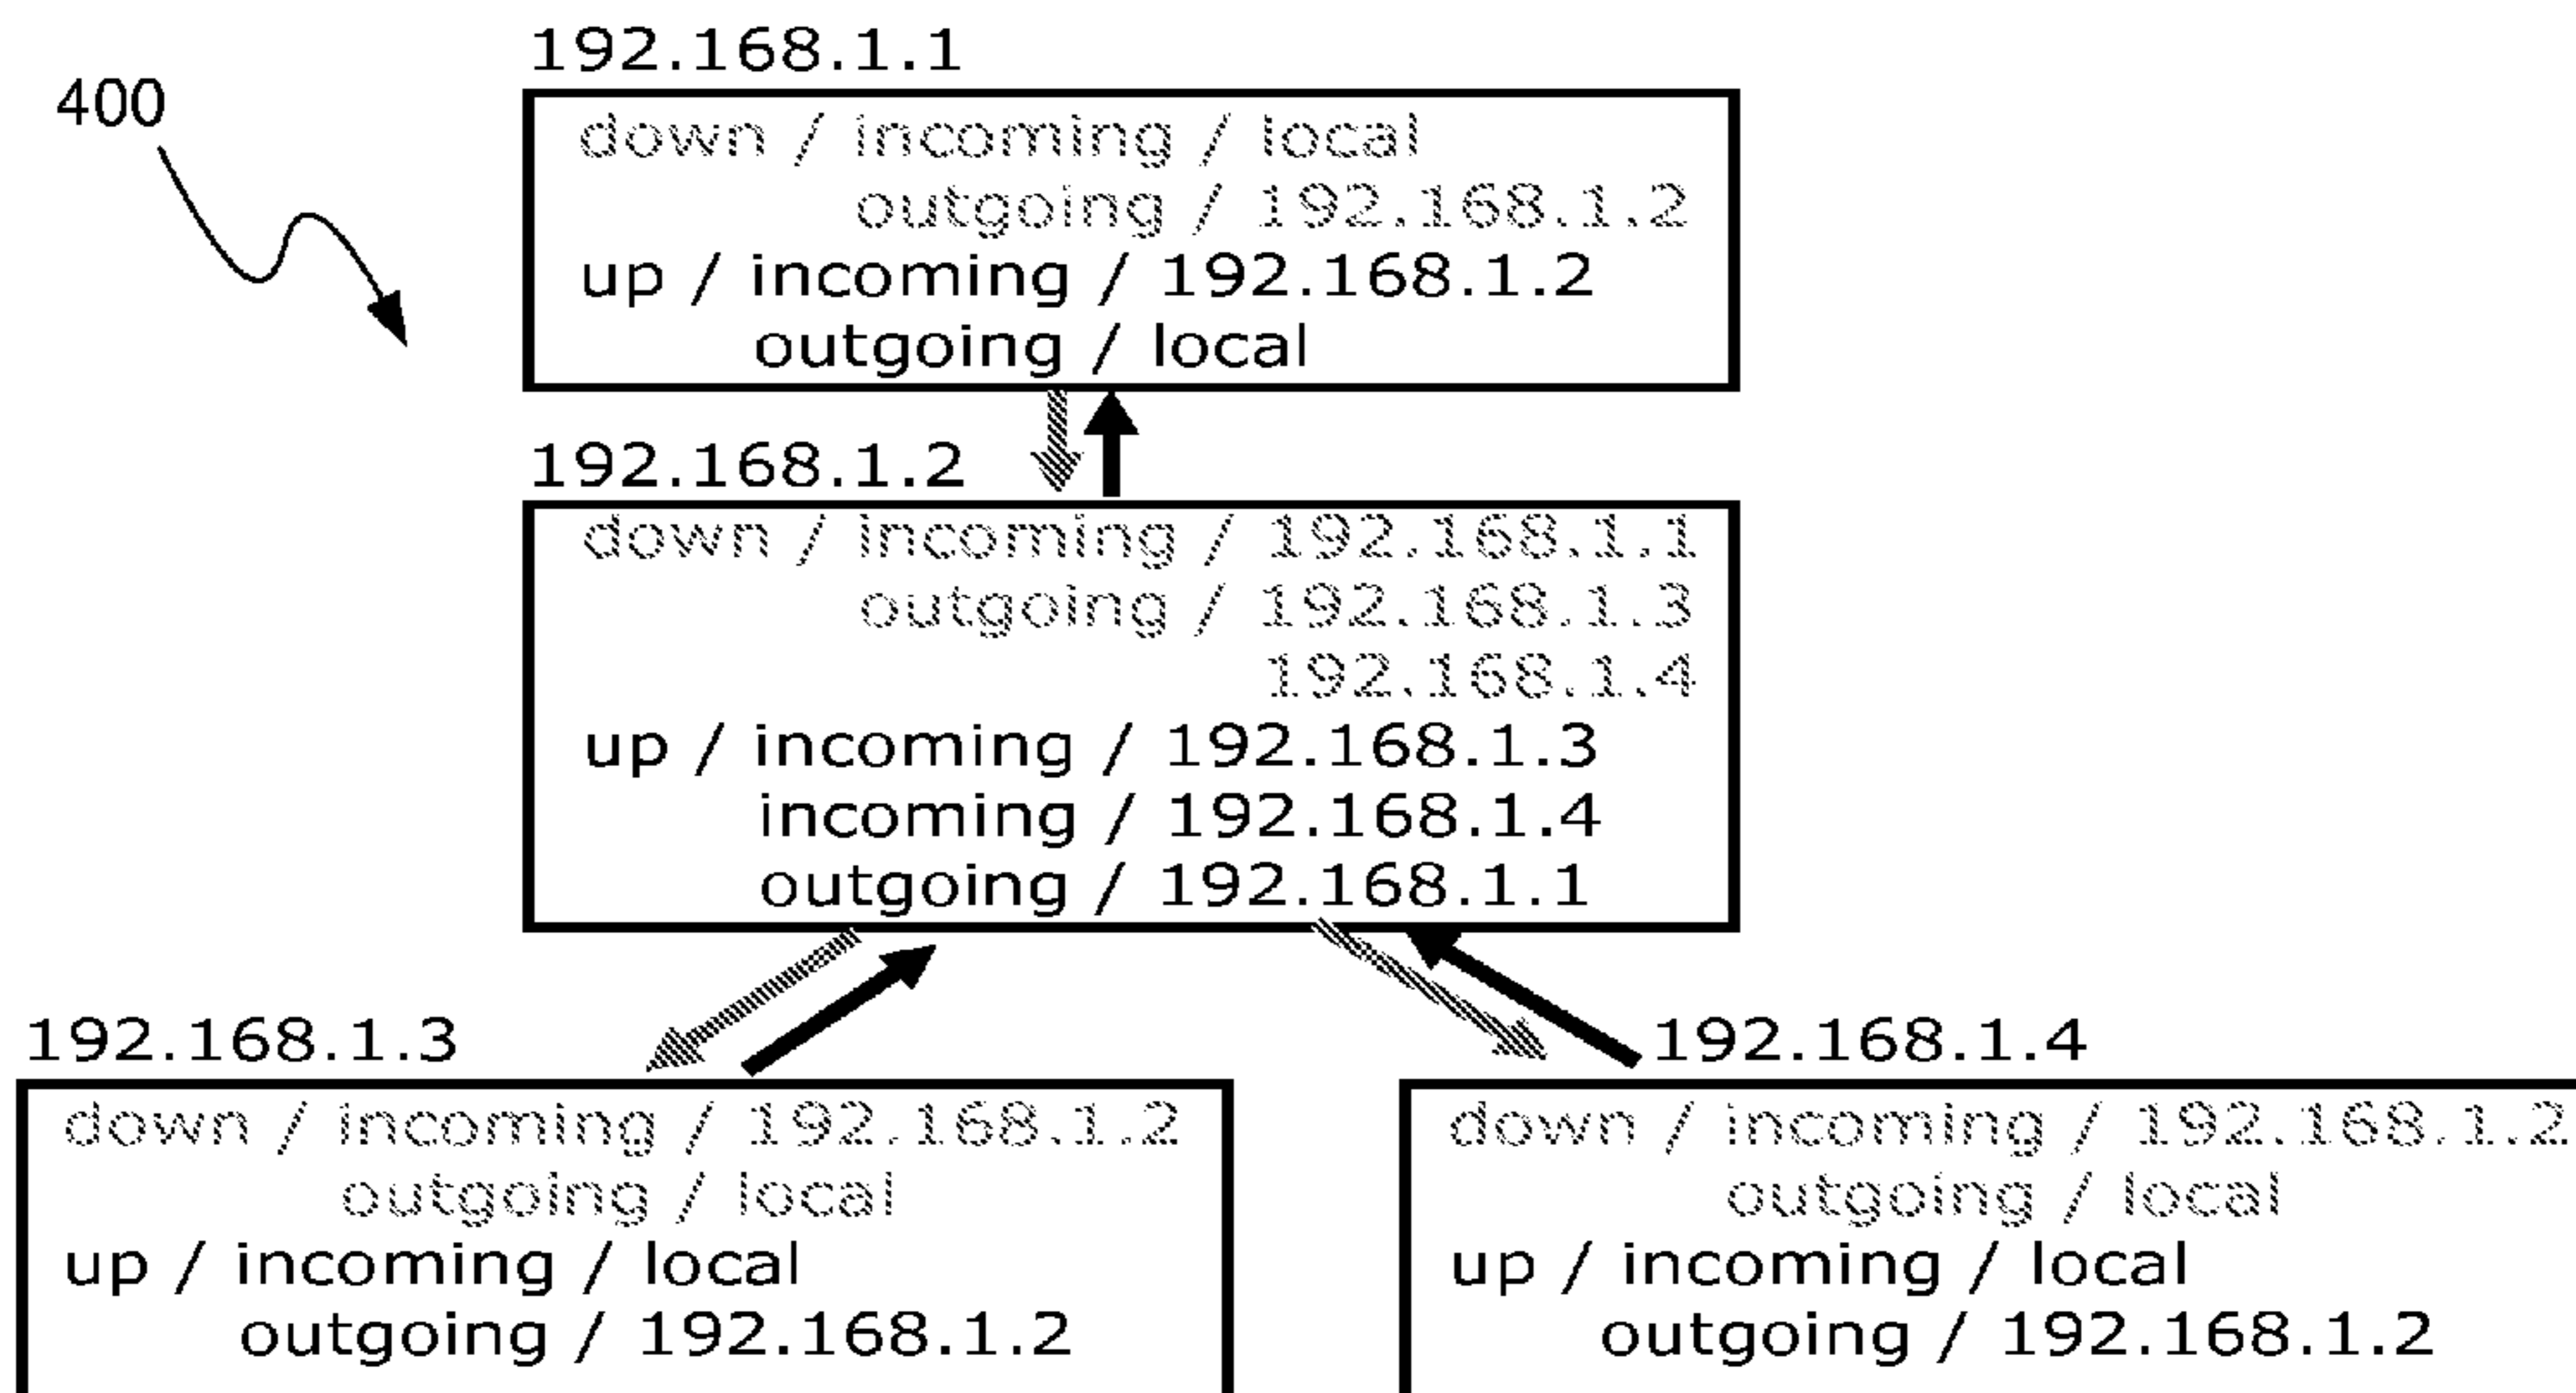 192.168.1.1
400
down / incoming / local
outgoing / 192.168.1.2
up / incoming / 192.168.1.2
outgoing / local
192.168.1.2
down / incoming / 192.168.1.1
outgoing / 192.168.1.3
192.168.1.4
up / incoming / 192.168.1.3
incoming / 192.168.1.4
outgoing / 192.168.1.1
192.168.1.3
down / incoming / 192.168.1.2
outgoing / local
up / incoming / local
outgoing / 192.168.1.2
192.168.1.4
down / incoming / 192.168.1.2
outgoing / local
up / incoming / local
outgoing / 192.168.1.2